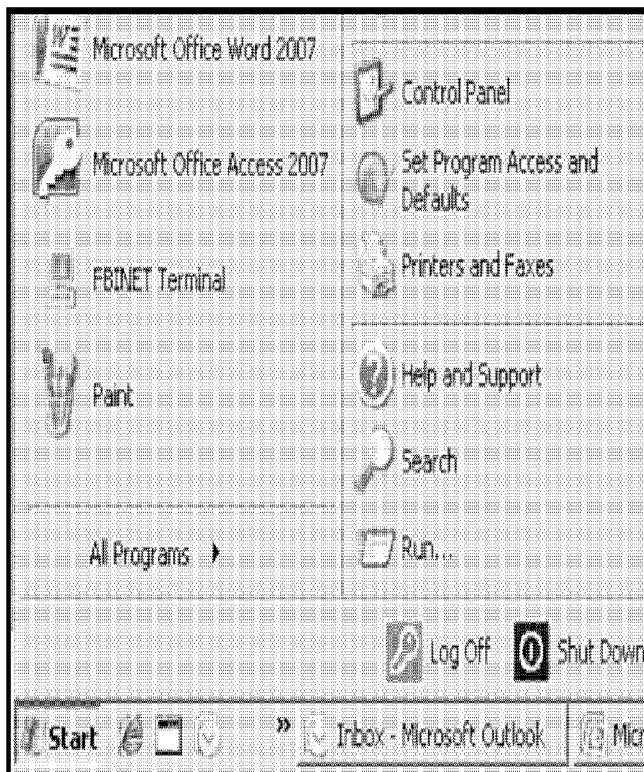 Microsoft Office Word 2007
Microsoft Office Access 2007
FBINET Terminal
Paint
All Programs
Control Panel
Set Program Access and
Defaults
Printers and Faxes
Help and Support
Search
Run...
Log Off
Shut Down
Start
»
Inbox - Microsoft Outlook
Micr